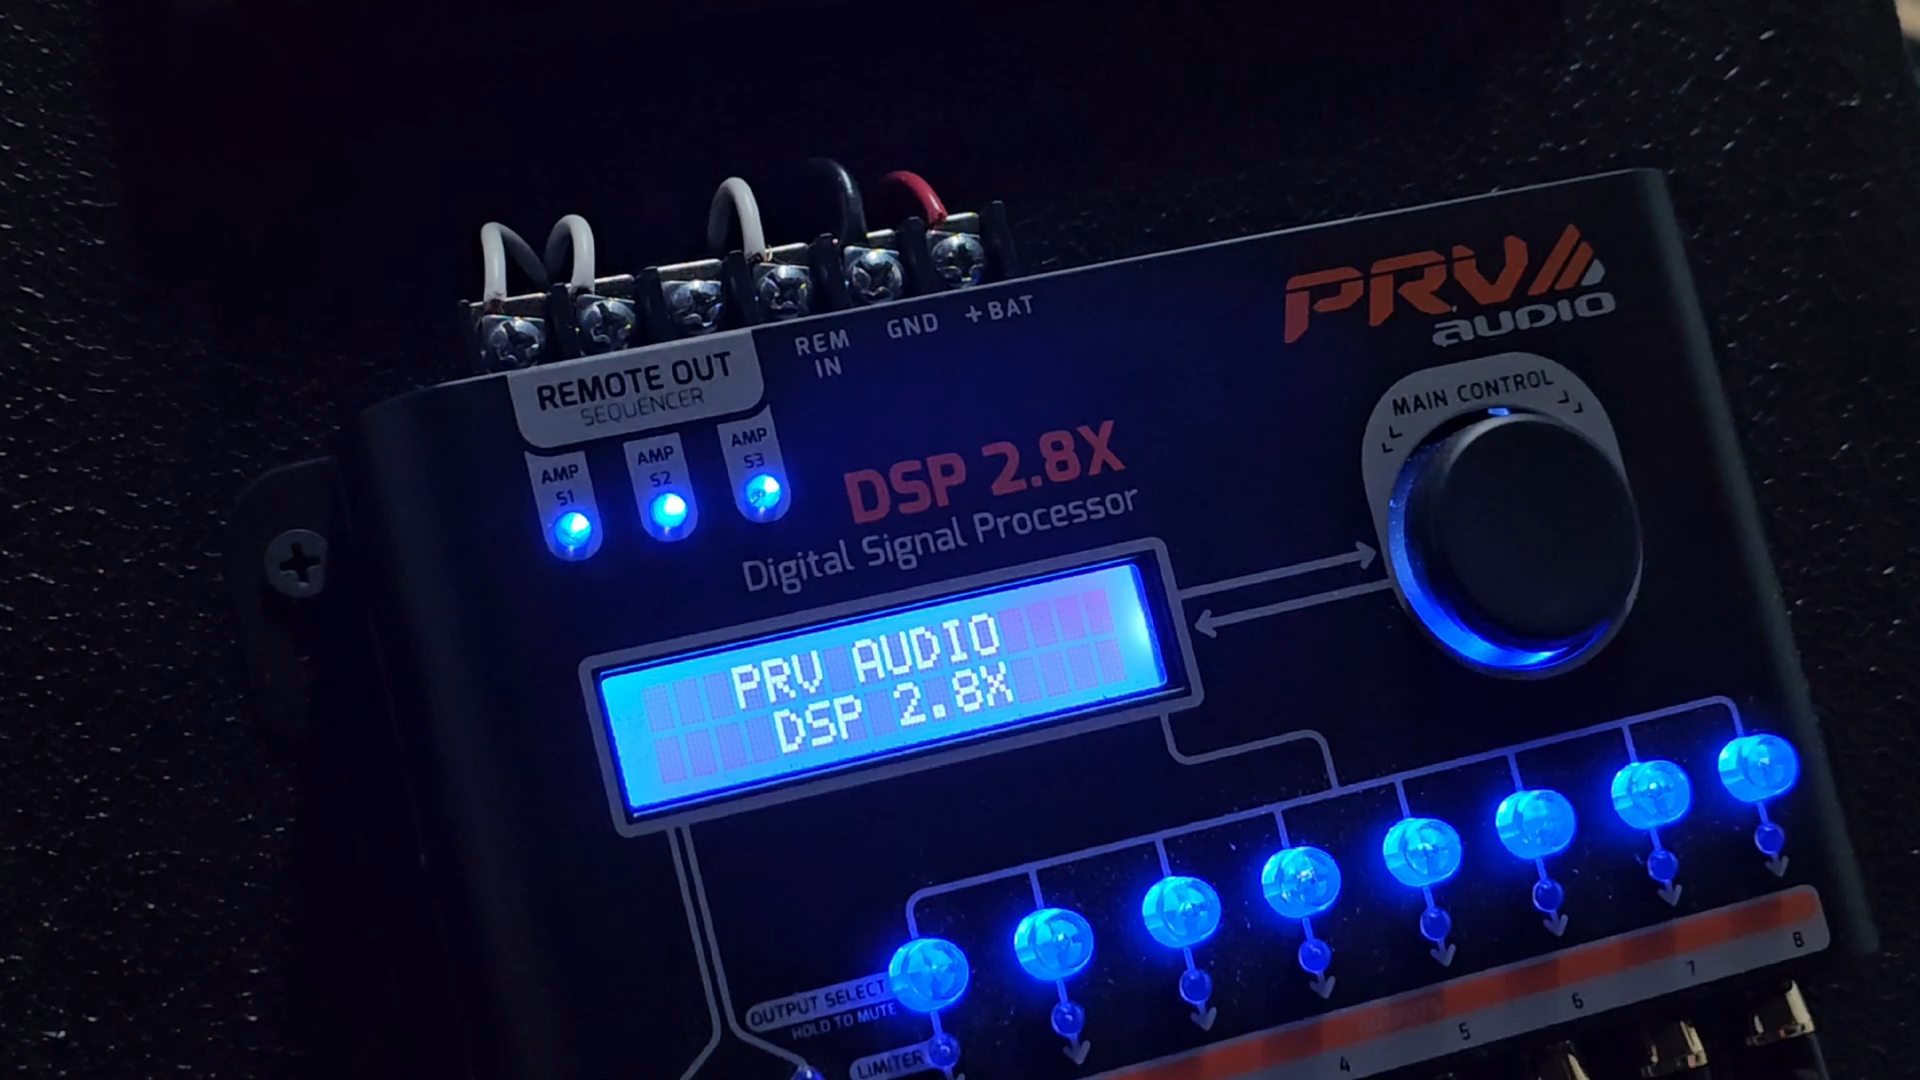 REM
IN
GND
+BAT
PRV
AUDIO
REMOTE OUT
SEQUENCER
AMP
S1
AMP
S2
AMP
S3
MAIN CONTROL
DSP 2.8X
Digital Signal Processor
PRV AUDIO
DSP 2.8X
OUTPUT SELECT
HOLD TO MUTE
LIMITER
OUTPUTS
4
5
6
7
8